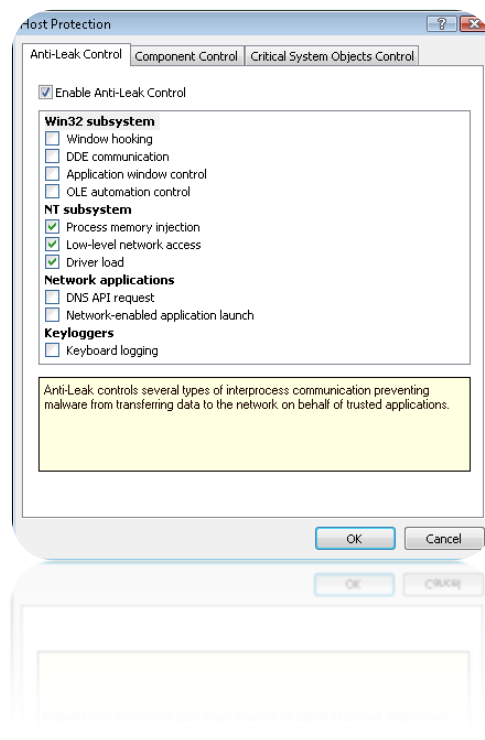 Host Protection
Anti-Leak Control
Component Control
Critical System Objects Control
Enable Anti-Leak Control
Win32 subsystem
Window hooking
DDE communication
Application window control
OLE automation control
NT subsystem
Process memory injection
Low-level network access
Driver load
Network applications
DNS API request
Network-enabled application launch
Keyloggers
Keyboard logging
Anti-Leak controls several types of interprocess communication preventing
malware from transferring data to the network on behalf of trusted applications.
OK
Cancel
OK
Cancel